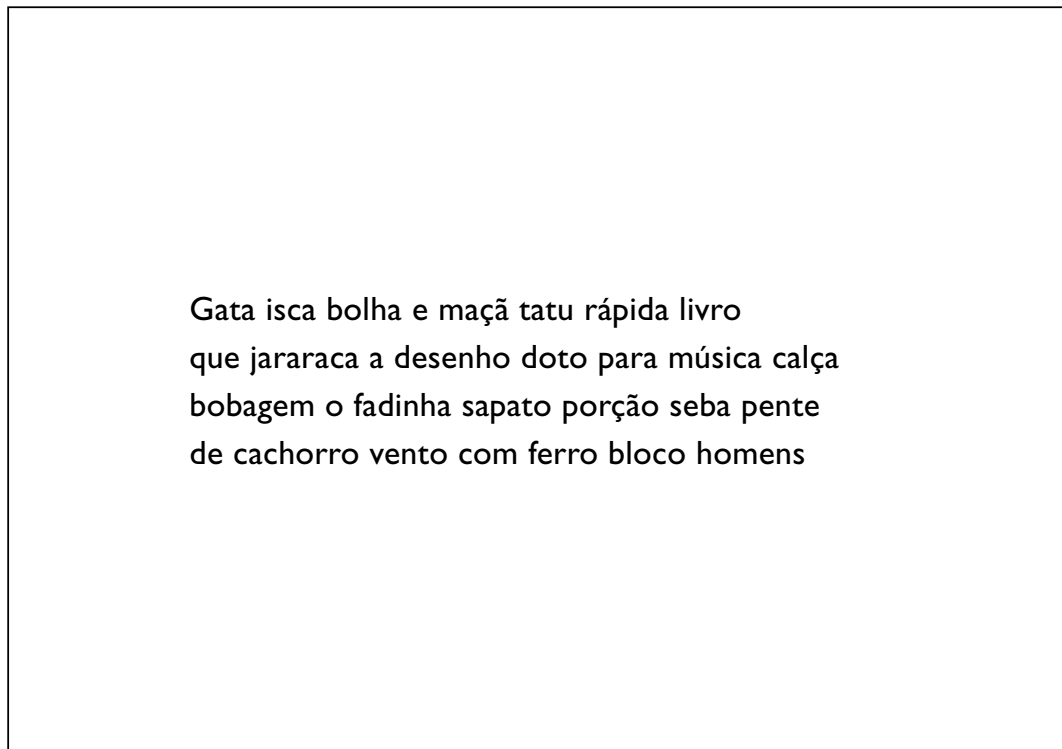 Gata isca bolha e maçã tatu rápida livro
que jararaca a desenho doto para música calça
bobagem o fadinha sapato porção seba pente
de cachorro vento com ferro bloco homens